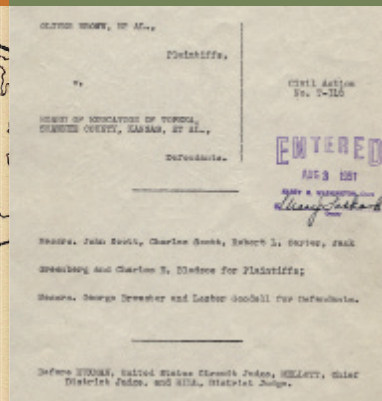 OLIVER BROWN, ET AL.,
Plaintiffs,
v.
Civil Action
No. T-316
BOARD OF EDUCATION OF TOPEKA,
SHAWNEE COUNTY, KANSAS, ET AL.,
Defendants.
ENTERED
AUG 3 1951
Messrs. John Scott, Charles Scott, Robert L. Carter, Jack
Greenberg and Charles E. Bledsoe for Plaintiffs;
Messrs. George Brewster and Lester Goodell for Defendants.
Before HUXMAN, United States Circuit Judge, MELLOTT, Chief
District Judge, and HILL, District Judge.